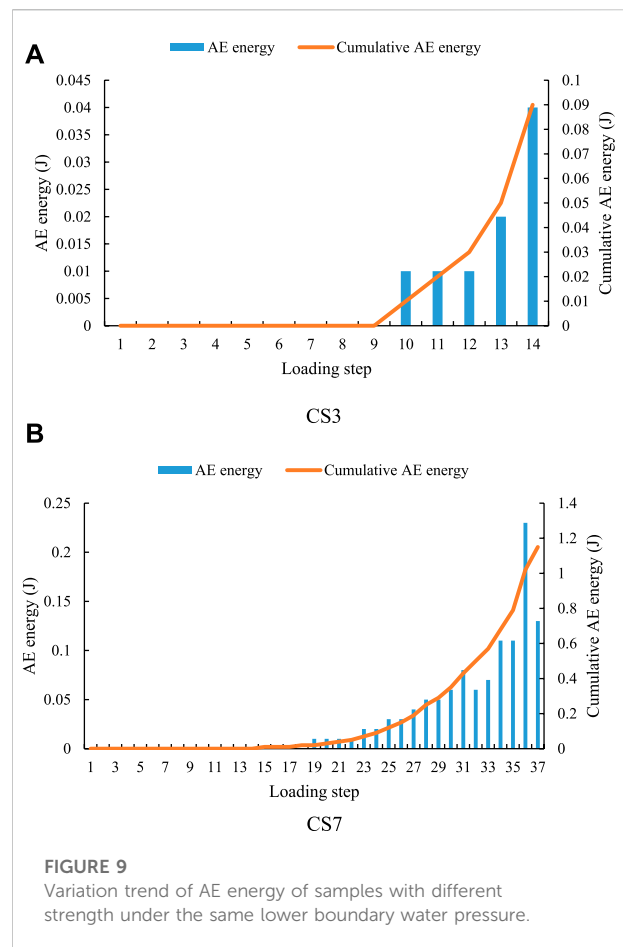 A
AE energy
Cumulative AE energy
0.045
0.04
0.035
0.03
0.025
0.02
0.015
0.01
0.005
0
AE energy (J)
0.1
0.09
0.08
0.07
0.06
0.05
0.04
0.03
0.02
0.01
0
Cumulative AE energy (J)
1 2 3 4 5 6 7 8 9 10 11 12 13 14
Loading step
CS3
B
AE energy
Cumulative AE energy
0.25
0.2
0.15
0.1
0.05
0
AE energy (J)
1.4
1.2
1
0.8
0.6
0.4
0.2
0
Cumulative AE energy (J)
1 3 5 7 9 11 13 15 17 19 21 23 25 27 29 31 33 35 37
Loading step
CS7
FIGURE 9
Variation trend of AE energy of samples with different
strength under the same lower boundary water pressure.